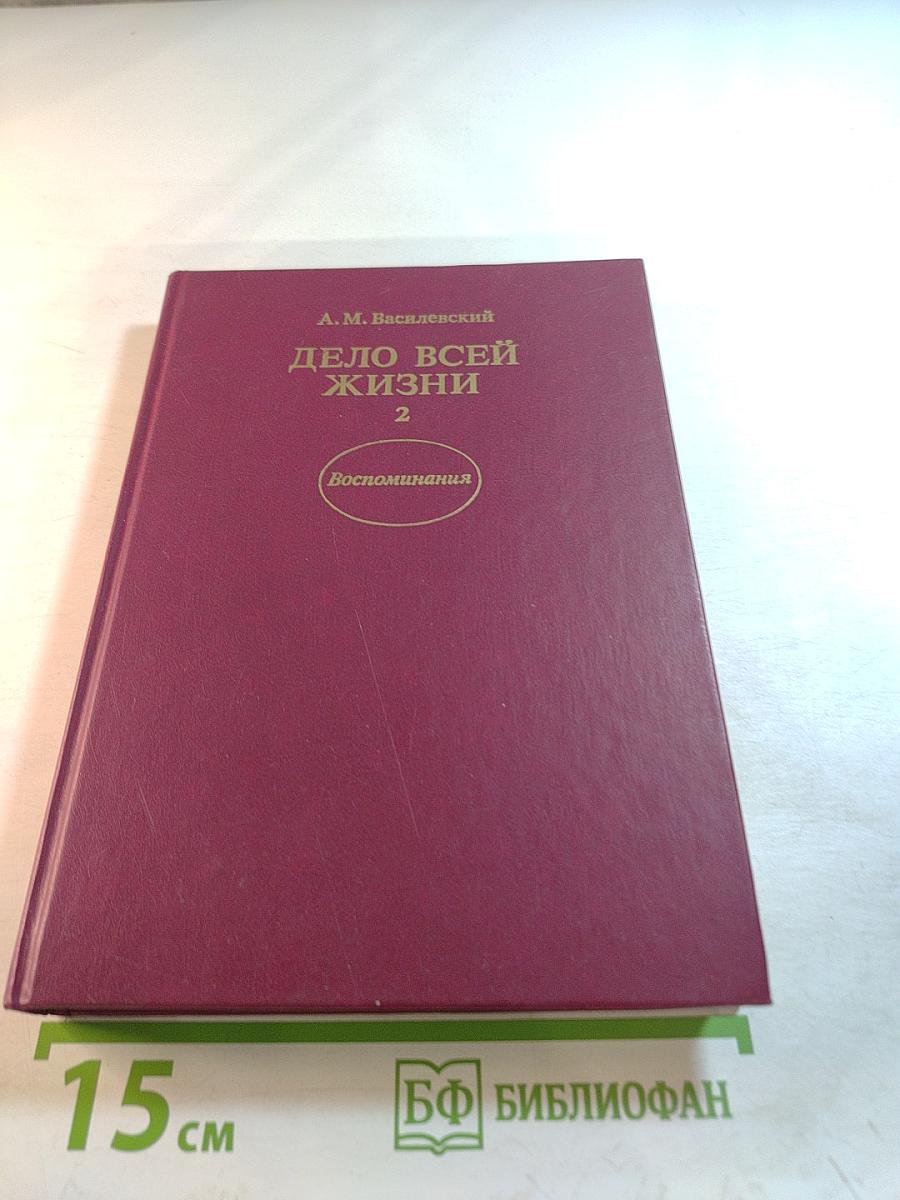 А. М. Василевский
ДЕЛО ВСЕЙ
ЖИЗНИ
2
Воспоминания
15 см
БФ БИБЛИОФАН